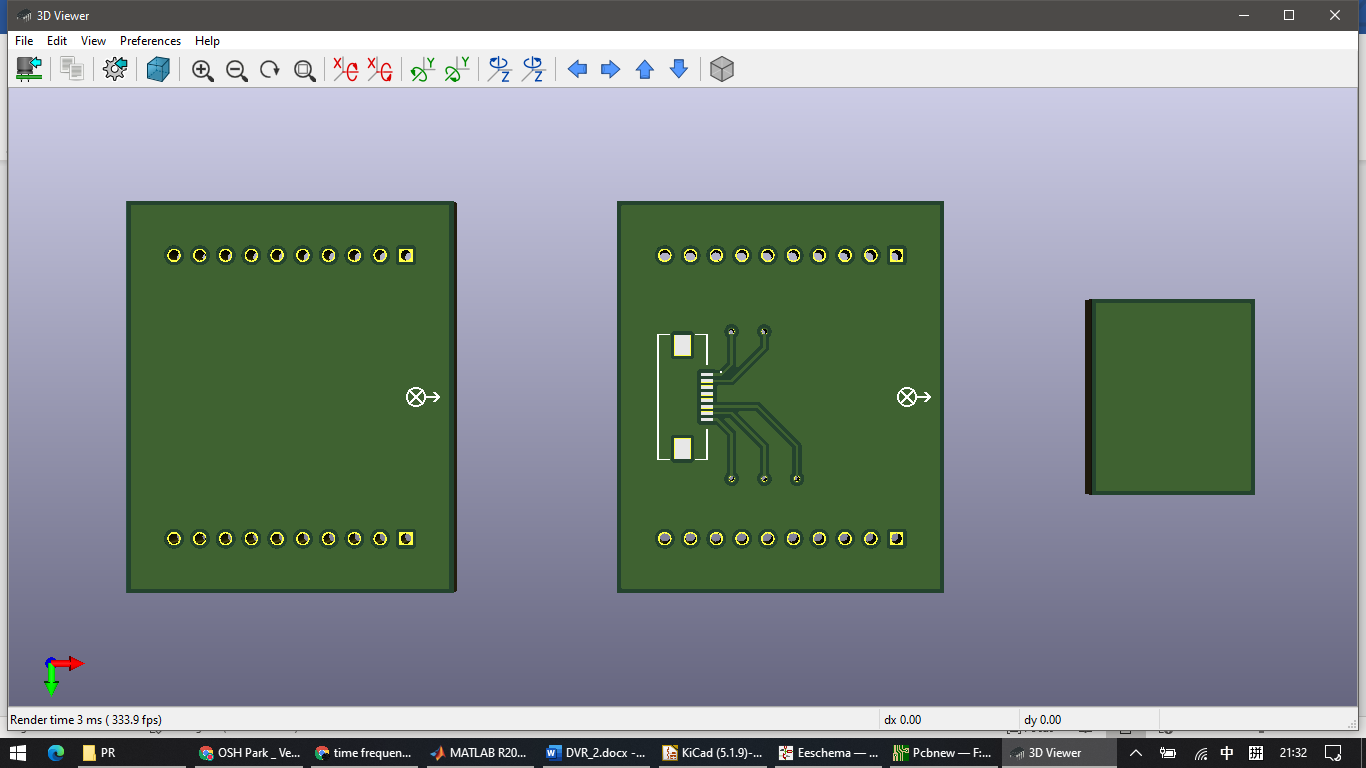 3D Viewer
File Edit View Preferences Help
X X Y Y Z Z
Render time 3 ms ( 333.9 fps)
dx 0.00
dy 0.00
PR
OSH Park _ Ve...
time frequen...
MATLAB R20...
DVR_2.docx -...
KiCad (5.1.9)-...
Eeschema — ...
Pcbnew — F:...
3D Viewer
中
拼
21:32